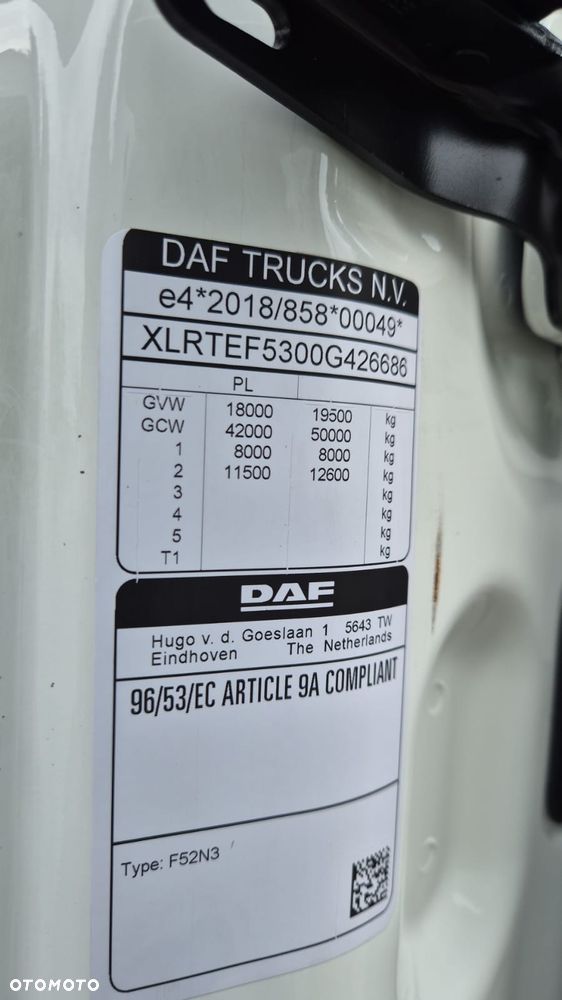 DAF TRUCKS N.V.
e4*2018/858*00049*
XLRTEF5300G426686
PL
GVW 18000 19500 kg
GCW 42000 50000 kg
1 8000 8000 kg
2 11500 12600 kg
3 kg
4 kg
5 kg
T1 kg
DAF
Hugo v. d. Goeslaan 1 5643 TW
Eindhoven The Netherlands
96/53/EC ARTICLE 9A COMPLIANT
Type: F52N3
OTOMOTO